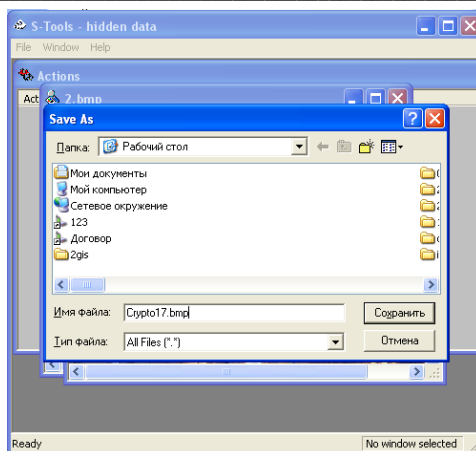 S-Tools - hidden data
File Window Help
Actions
Act
2.bmp
Save As
Папка: Рабочий стол
Мои документы
Мой компьютер
Сетевое окружение
123
Договор
2gis
Имя файла: Crypto17.bmp Сохранить
Тип файла: All Files (*.*) Отмена
Ready No window selected